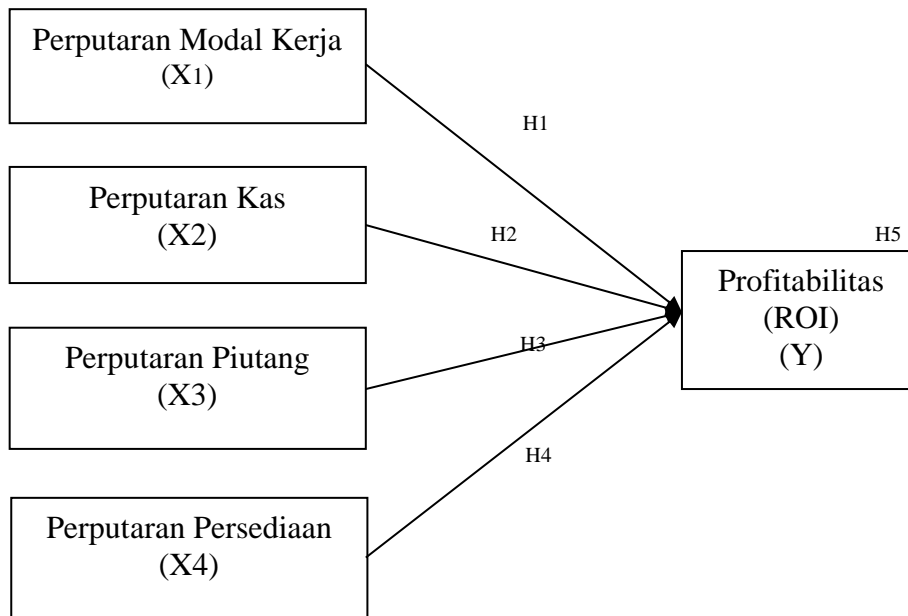 Perputaran Modal Kerja
(X1)
H1
Perputaran Kas
(X2)
H2
H5
Profitabilitas
(ROI)
(Y)
Perputaran Piutang
(X3)
H3
H4
Perputaran Persediaan
(X4)